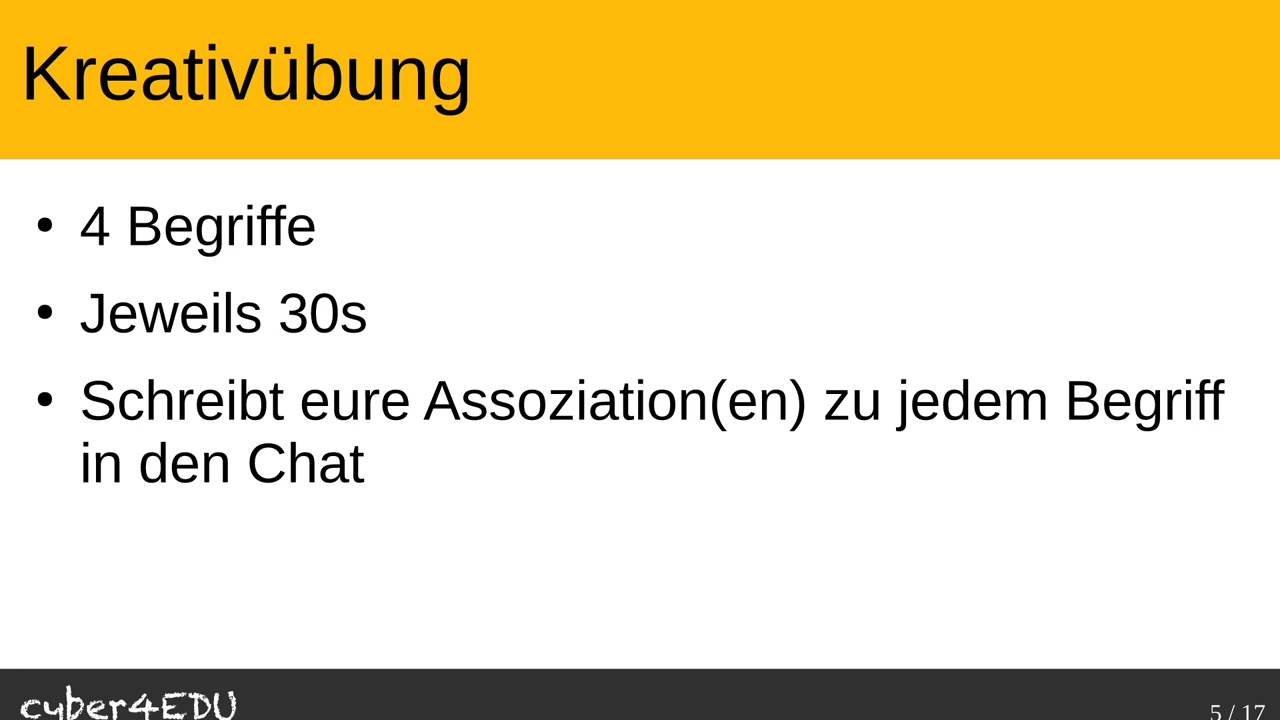 Kreativübung
• 4 Begriffe
• Jeweils 30s
• Schreibt eure Assoziation(en) zu jedem Begriff
in den Chat
cyber4EDU
5 / 17